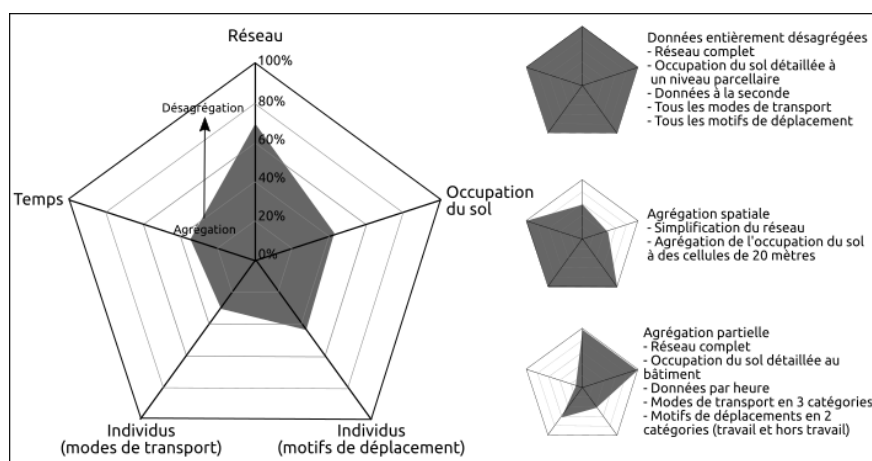 Réseau
100%
80%
60%
40%
20%
0%
Désagrégation
Agrégation
Temps
Occupation
du sol
Individus
(modes de transport)
Individus
(motifs de déplacement)
Données entièrement désagrégées
- Réseau complet
- Occupation du sol détaillée à
un niveau parcellaire
- Données à la seconde
- Tous les modes de transport
- Tous les motifs de déplacement
Agrégation spatiale
- Simplification du réseau
- Agrégation de l'occupation du sol
à des cellules de 20 mètres
Agrégation partielle
- Réseau complet
- Occupation du sol détaillée au
bâtiment
- Données par heure
- Modes de transport en 3 catégories
- Motifs de déplacements en 2
catégories (travail et hors travail)